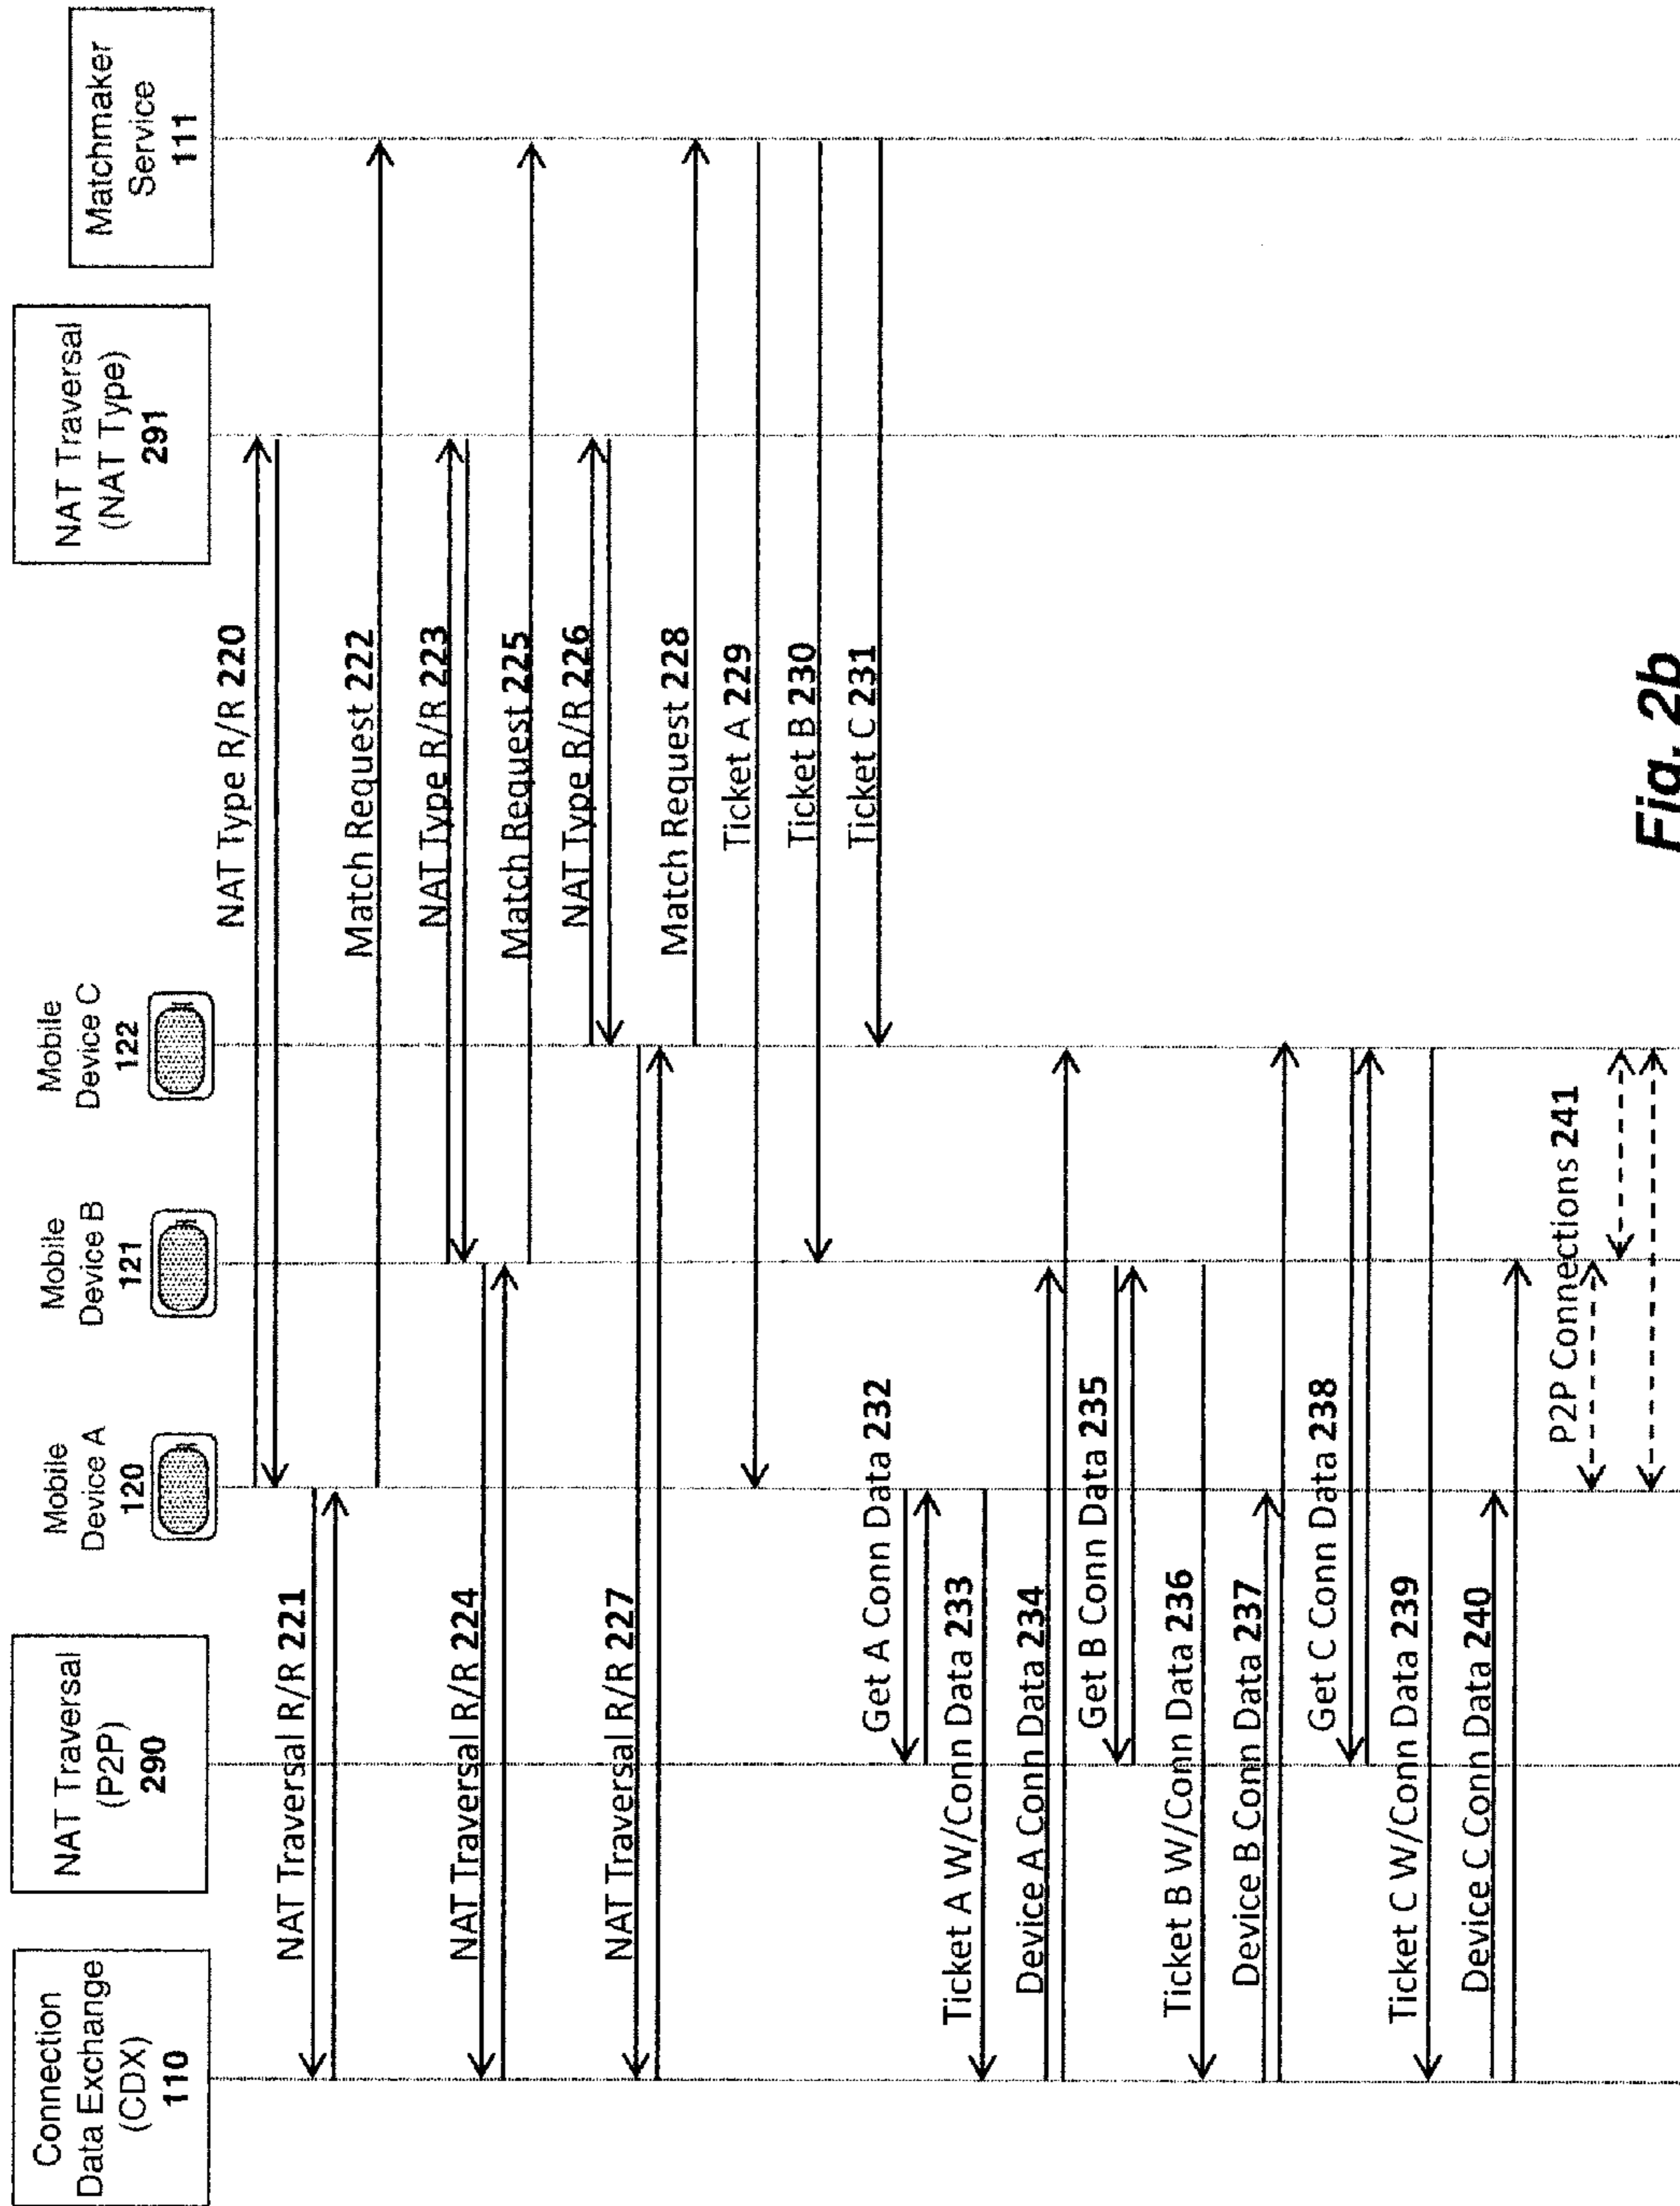 Connection
Data Exchange
(CDX)
110
NAT Traversal
(P2P)
290
Mobile
Device A
120
Mobile
Device B
121
Mobile
Device C
122
NAT Traversal
(NAT Type)
291
Matchmaker
Service
111
NAT Type R/R 220
NAT Traversal R/R 221
Match Request 222
NAT Type R/R 223
NAT Traversal R/R 224
Match Request 225
NAT Type R/R 226
NAT Traversal R/R 227
Match Request 228
Ticket A 229
Ticket B 230
Ticket C 231
Get A Conn Data 232
Ticket A W/Conn Data 233
Device A Conn Data 234
Get B Conn Data 235
Ticket B W/Conn Data 236
Device B Conn Data 237
Get C Conn Data 238
Ticket C W/Conn Data 239
Device C Conn Data 240
P2P Connections 241
Fig. 2b